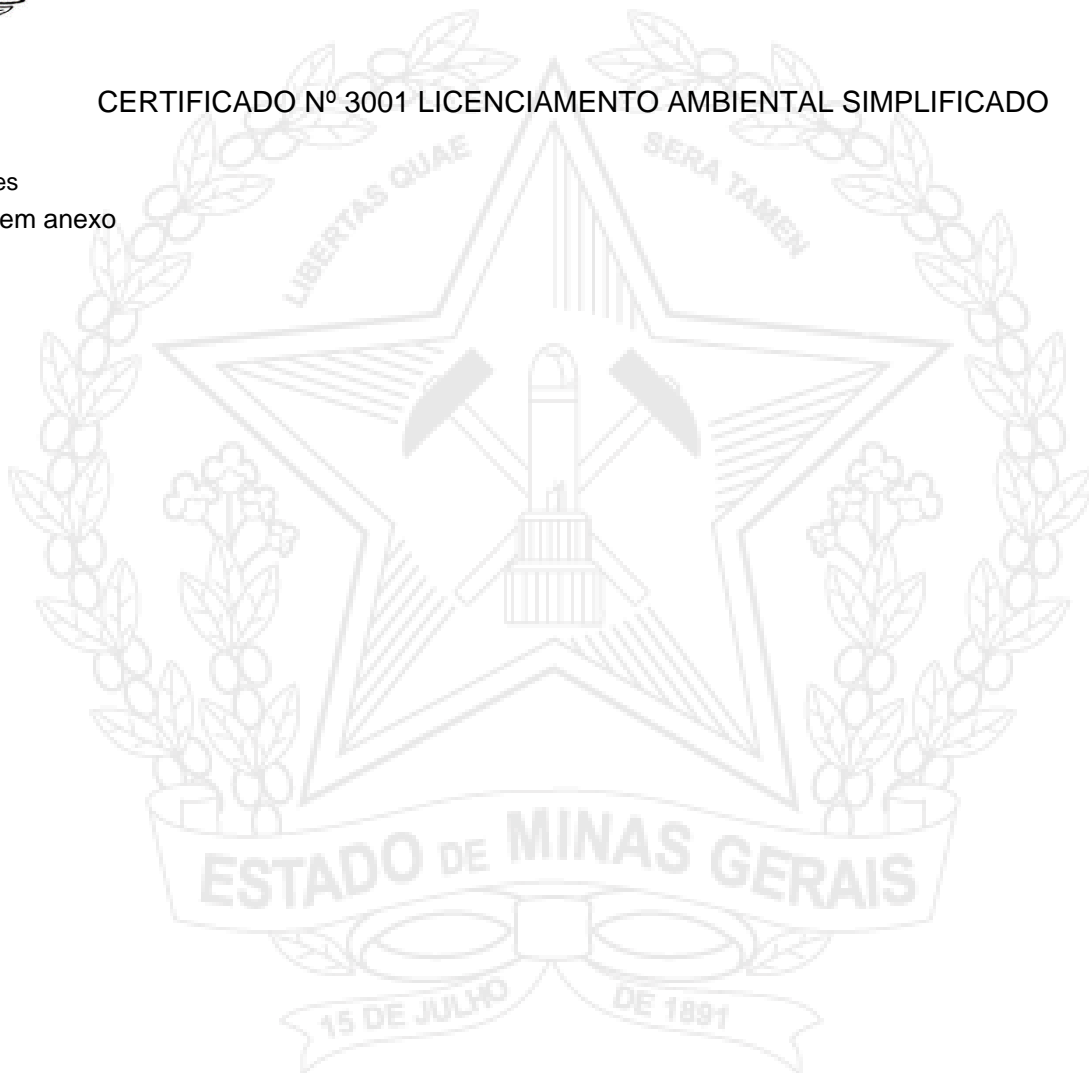 CERTIFICADO Nº 3001 LICENCIAMENTO AMBIENTAL SIMPLIFICADO
es
em anexo
LIBERTAS QUAE SERA TAMEN
ESTADO DE MINAS GERAIS
15 DE JULHO DE 1891